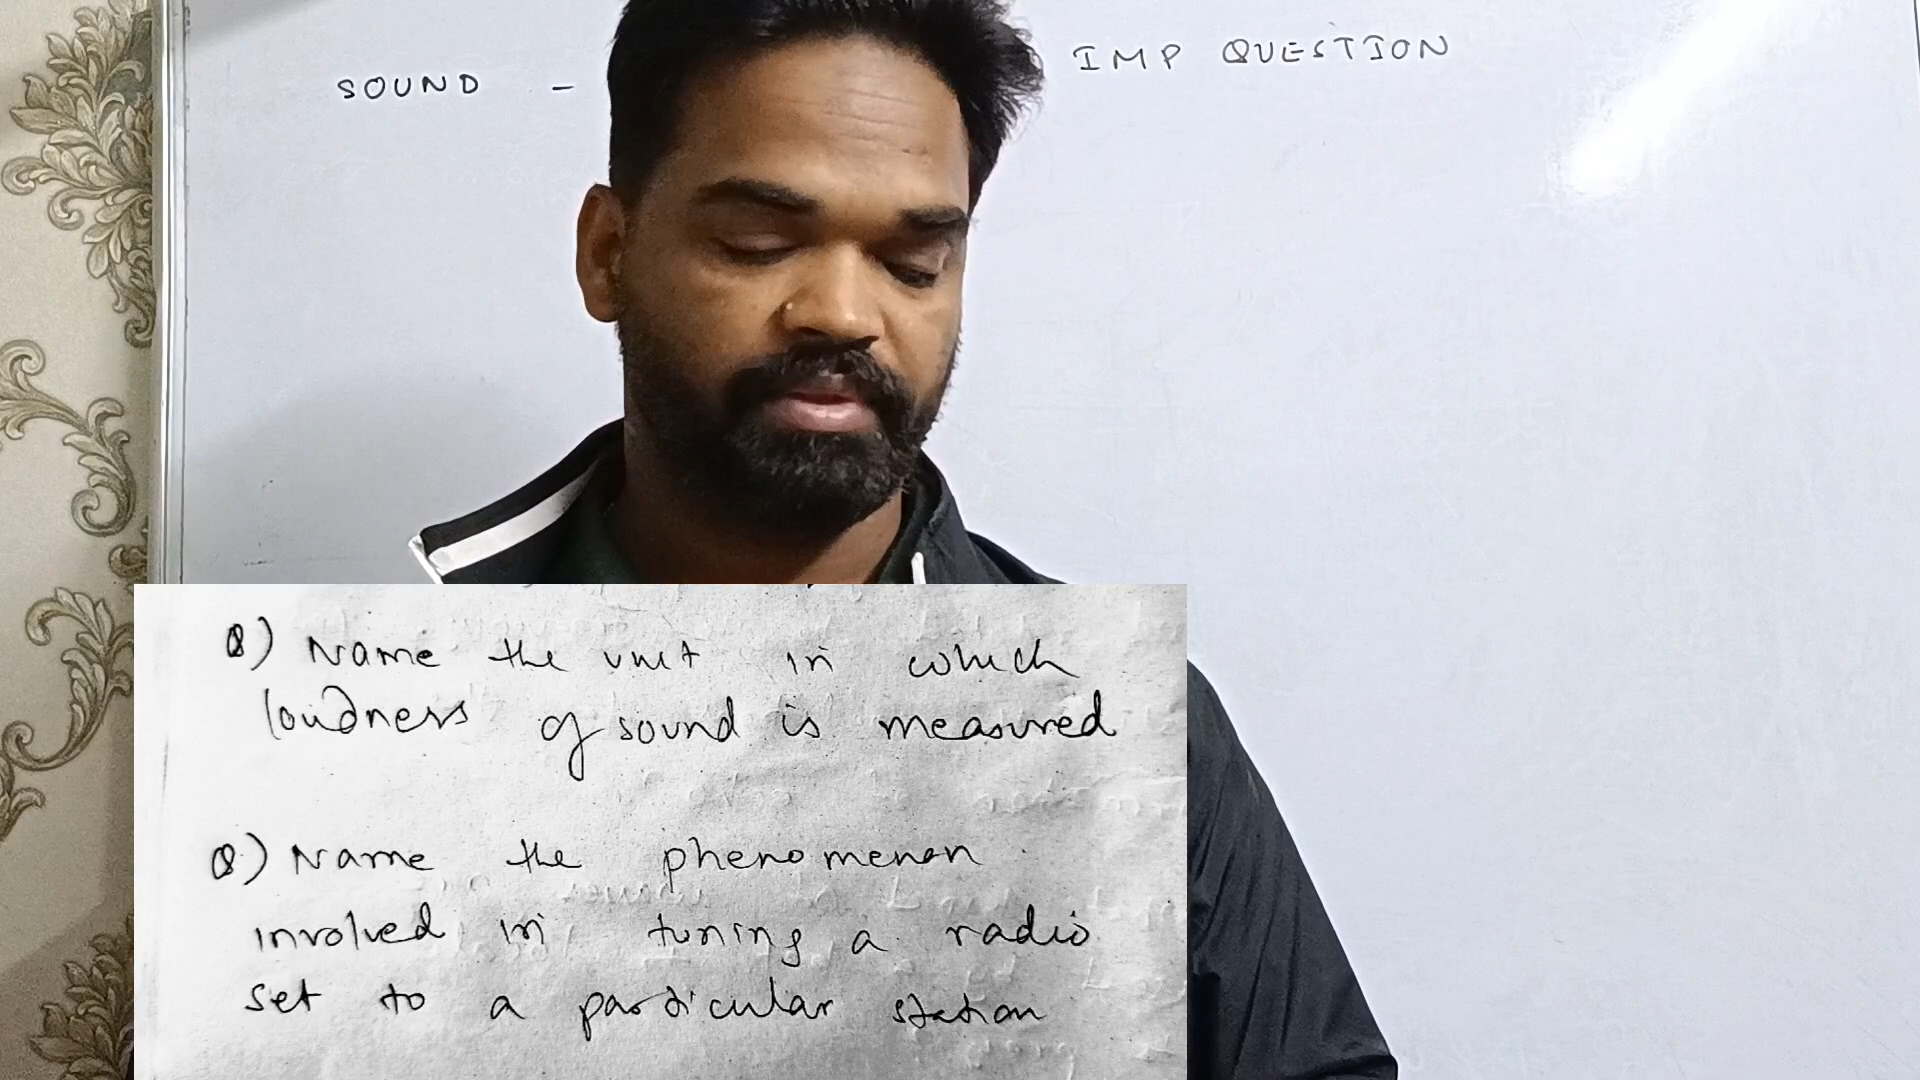 SOUND - IMP QUESTION
Q) Name the unit in which
loudness of sound is measured
Q) Name the phenomenon
involved in tuning a radio
set to a particular station